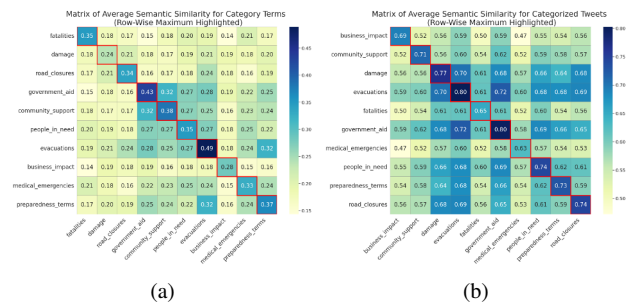 Matrix of Average Semantic Similarity for Category Terms
(Row-Wise Maximum Highlighted)
fatalities 0.35 0.18 0.17 0.15 0.18 0.20 0.19 0.14 0.21 0.17
damage 0.18 0.24 0.21 0.18 0.17 0.19 0.21 0.19 0.18 0.20
road_closures 0.17 0.21 0.34 0.16 0.17 0.18 0.24 0.18 0.16 0.19
government_aid 0.15 0.18 0.16 0.43 0.32 0.27 0.28 0.15 0.22 0.25
community_support 0.18 0.17 0.17 0.32 0.38 0.27 0.25 0.16 0.23 0.24
people_in_need 0.20 0.19 0.18 0.27 0.27 0.35 0.27 0.18 0.25 0.24
evacuations 0.19 0.21 0.24 0.28 0.25 0.27 0.49 0.18 0.24 0.32
business_impact 0.14 0.19 0.18 0.15 0.16 0.18 0.18 0.28 0.15 0.16
medical_emergencies 0.21 0.18 0.16 0.22 0.23 0.25 0.24 0.15 0.33 0.24
preparedness_terms 0.17 0.20 0.19 0.25 0.24 0.24 0.32 0.16 0.24 0.37
fatalities damage road_closures government_aid community_support people_in_need evacuations business_impact medical_emergencies preparedness_terms
0.45
0.40
0.35
0.30
0.25
0.20
0.15
(a)
Matrix of Average Semantic Similarity for Categorized Tweets
(Row-Wise Maximum Highlighted)
business_impact 0.69 0.52 0.56 0.59 0.50 0.59 0.47 0.55 0.54 0.56
community_support 0.52 0.71 0.56 0.60 0.54 0.62 0.52 0.59 0.58 0.57
damage 0.56 0.56 0.77 0.70 0.61 0.68 0.57 0.66 0.64 0.68
evacuations 0.59 0.60 0.70 0.80 0.61 0.72 0.60 0.68 0.68 0.69
fatalities 0.50 0.54 0.61 0.61 0.65 0.61 0.52 0.60 0.54 0.56
government_aid 0.59 0.62 0.68 0.72 0.61 0.80 0.58 0.69 0.66 0.65
medical_emergencies 0.47 0.52 0.57 0.60 0.52 0.58 0.63 0.57 0.54 0.53
people_in_need 0.55 0.59 0.66 0.68 0.60 0.69 0.57 0.74 0.62 0.61
preparedness_terms 0.54 0.58 0.64 0.68 0.54 0.66 0.54 0.62 0.73 0.59
road_closures 0.56 0.57 0.68 0.69 0.56 0.65 0.53 0.61 0.59 0.74
business_impact community_support damage evacuations fatalities government_aid medical_emergencies people_in_need preparedness_terms road_closures
0.80
0.75
0.70
0.65
0.60
0.55
0.50
(b)